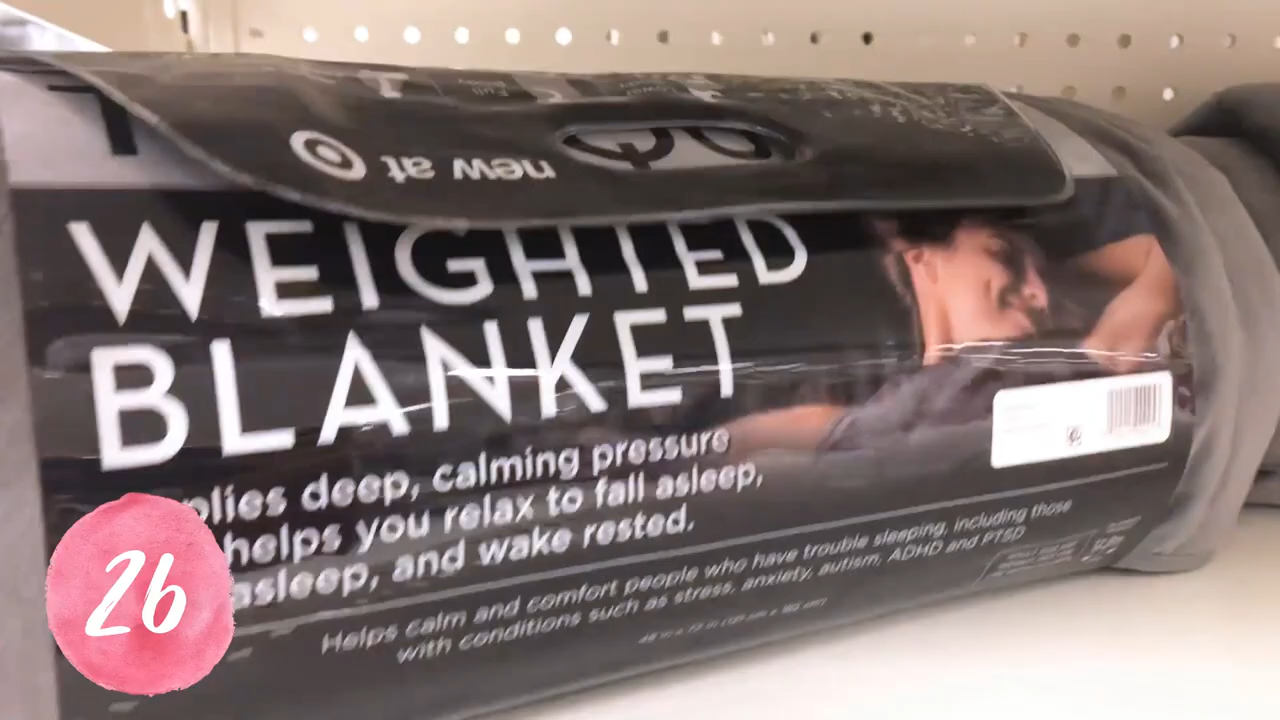 new at
WEIGHTED
BLANKET
plies deep, calming pressure
helps you relax to fall asleep,
asleep, and wake rested.
Helps calm and comfort people who have trouble sleeping, including those
with conditions such as stress, anxiety, autism, ADHD and PTSD
26